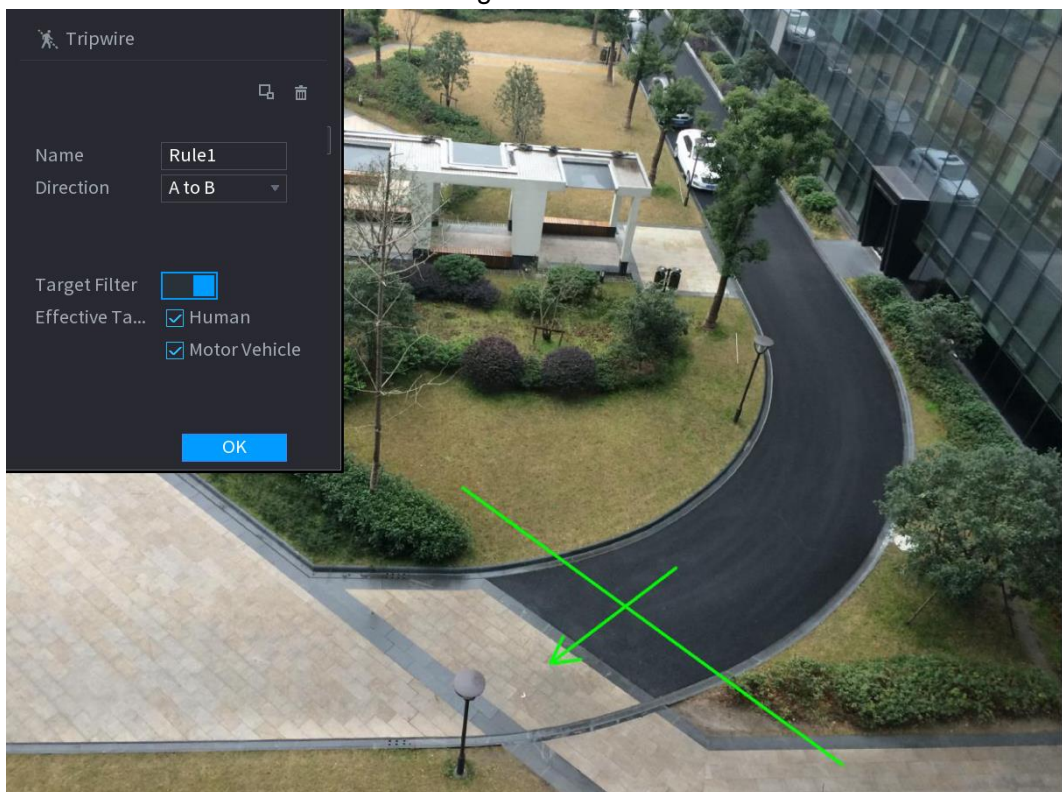 Tripwire
Name Rule1
Direction A to B
Target Filter
Effective Ta... Human
Motor Vehicle
OK